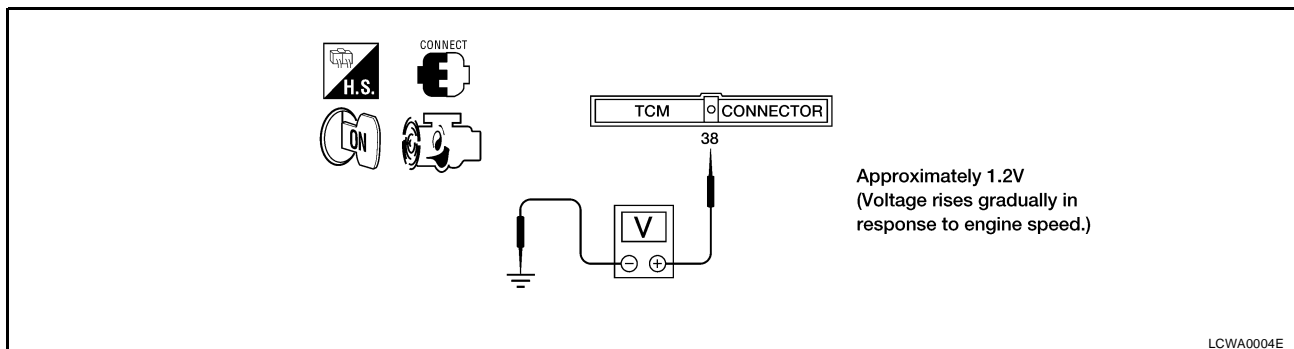 CONNECT
H.S.
ON
TCM CONNECTOR
38
Approximately 1.2V
(Voltage rises gradually in
response to engine speed.)
V
− +
LCWA0004E